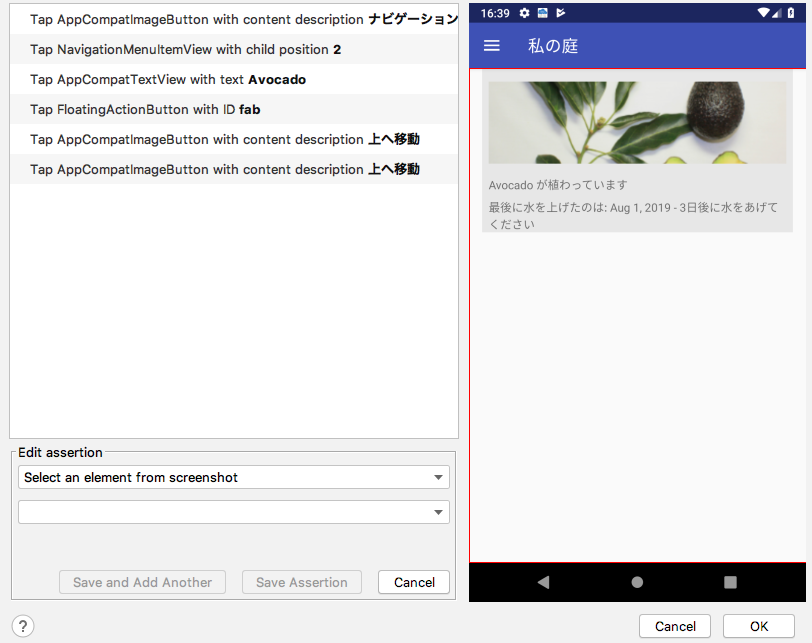 Tap AppCompatImageButton with content description ナビゲーション
Tap NavigationMenuItemView with child position 2
Tap AppCompatTextView with text Avocado
Tap FloatingActionButton with ID fab
Tap AppCompatImageButton with content description 上へ移動
Tap AppCompatImageButton with content description 上へ移動
Edit assertion
Select an element from screenshot
Save and Add Another
Save Assertion
Cancel
16:39
私の庭
Avocado が植わっています
最後に水を上げたのは: Aug 1, 2019 - 3日後に水をあげて
ください
?
Cancel
OK